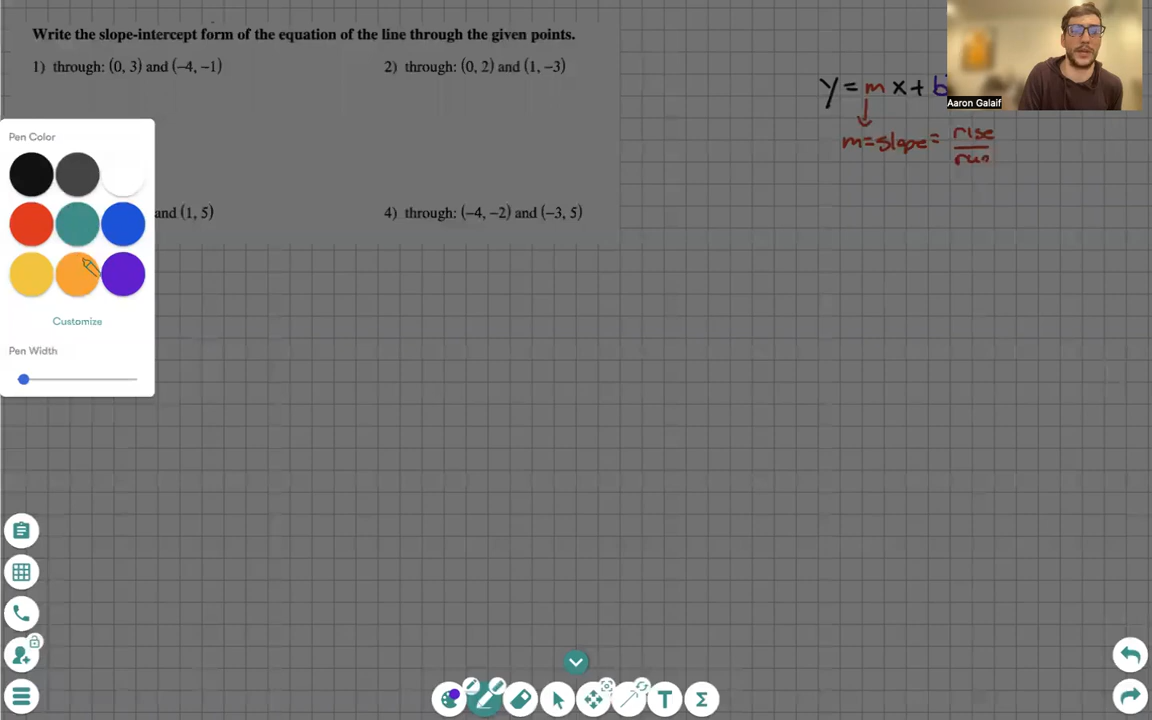 Write the slope-intercept form of the equation of the line through the given points.
1) through: (0, 3) and (−4, −1)
2) through: (0, 2) and (1, −3)
y = mx + b
Aaron Galaif
m = slope = rise
run
Pen Color
and (1, 5)
4) through: (−4, −2) and (−3, 5)
Customize
Pen Width
T
Σ